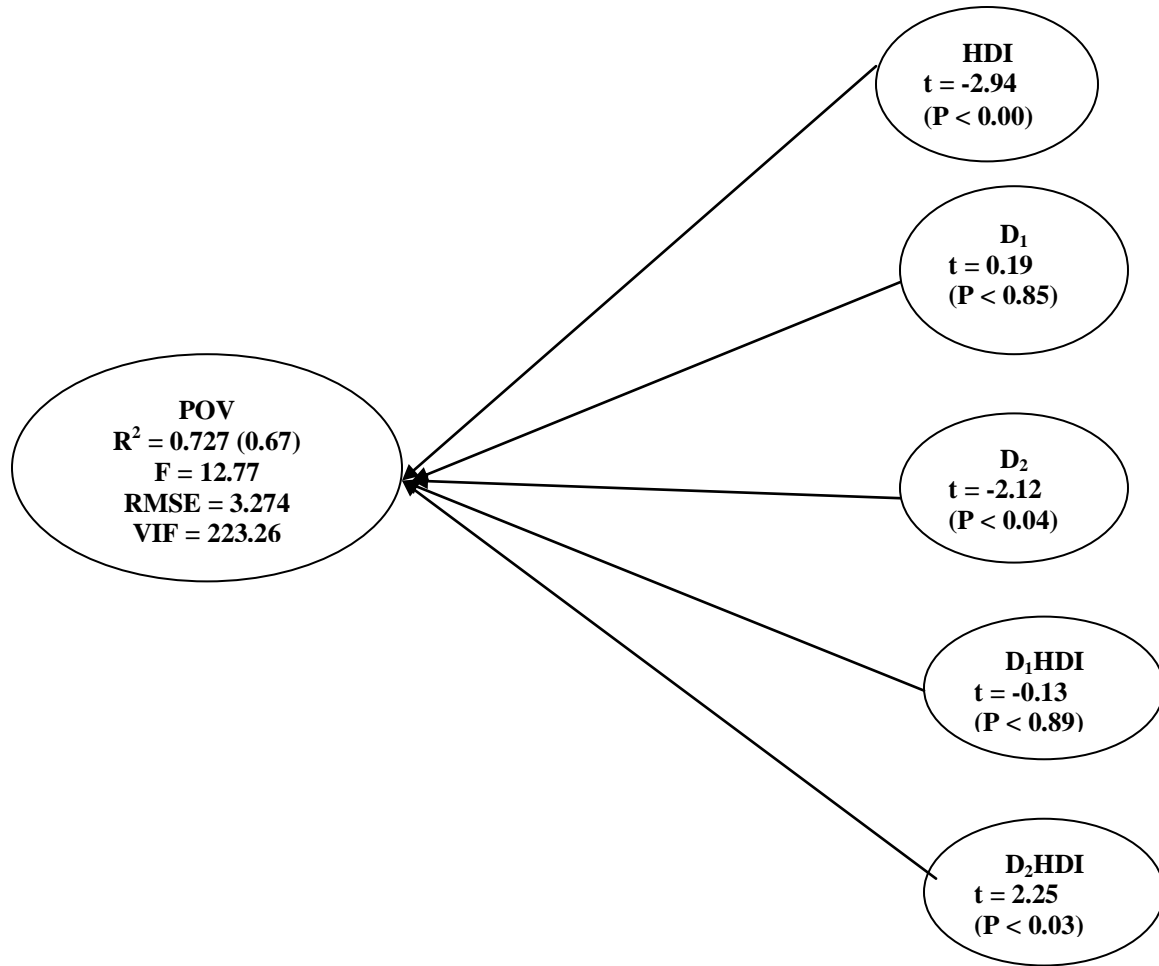 HDI
t = -2.94
(P < 0.00)
D₁
t = 0.19
(P < 0.85)
POV
R² = 0.727 (0.67)
F = 12.77
RMSE = 3.274
VIF = 223.26
D₂
t = -2.12
(P < 0.04)
D₁HDI
t = -0.13
(P < 0.89)
D₂HDI
t = 2.25
(P < 0.03)